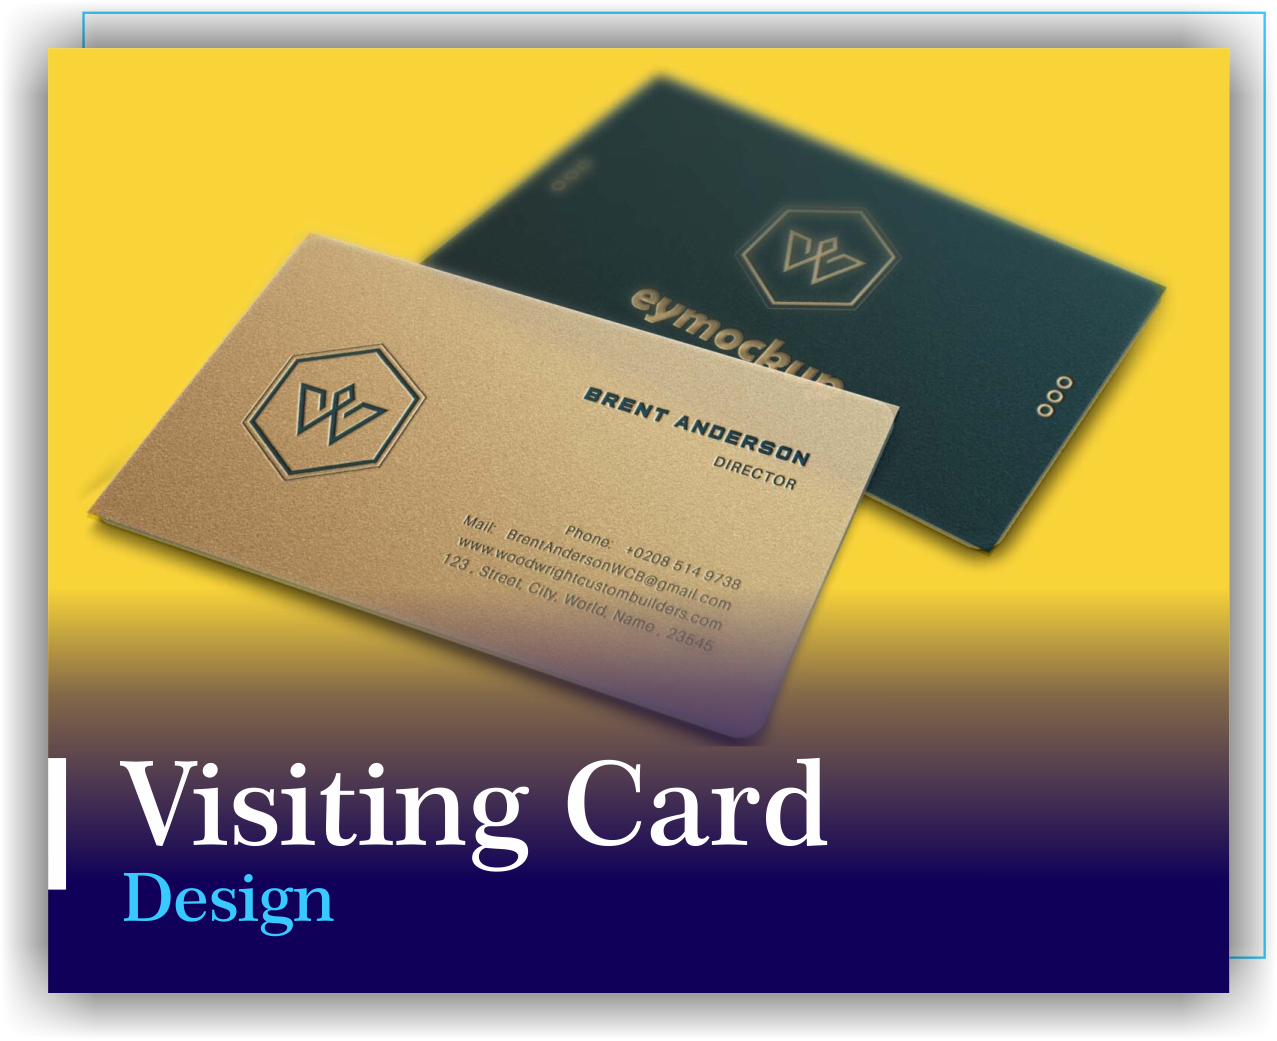 eymockup
BRENT ANDERSON
DIRECTOR
Phone: +0208 514 9738
Mail: BrentAndersonWCB@gmail.com
www.woodwrightcustombuilders.com
123 , Street, City, World, Name , 23545
Visiting Card
Design